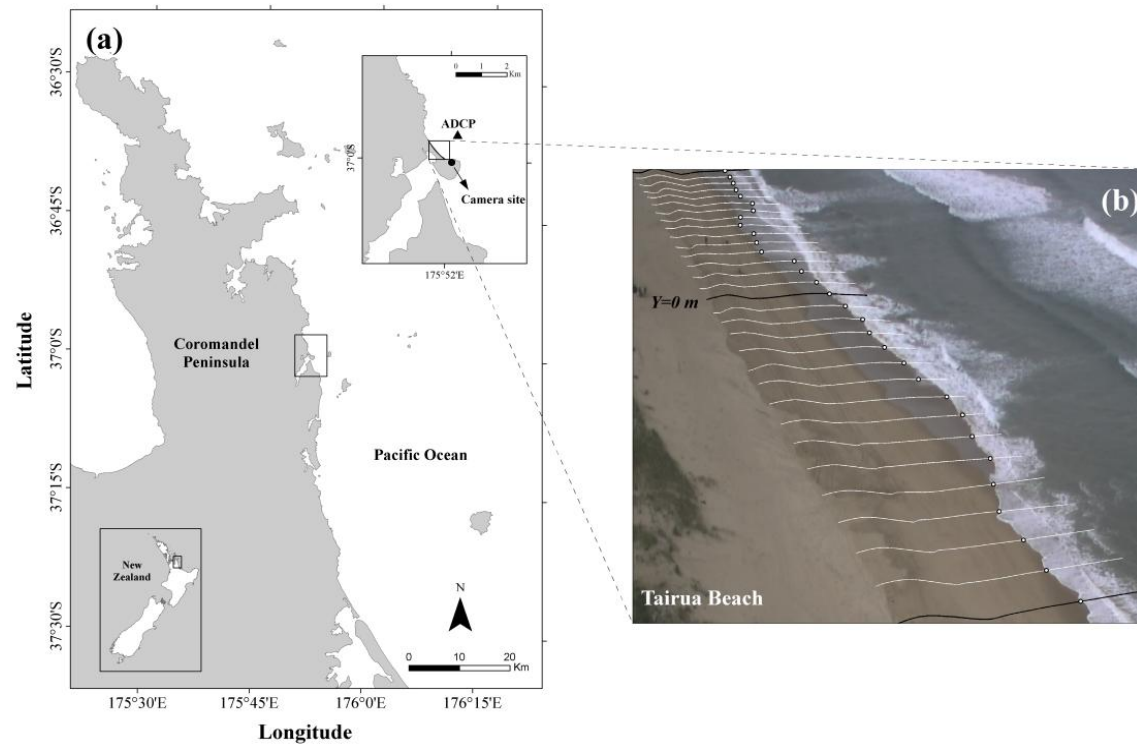 (a)
36°30'S
36°45'S
37°0'S
37°15'S
37°30'S
Latitude
0 1 2
Km
ADCP
37°0'S
Camera site
175°52'E
Coromandel
Peninsula
Pacific Ocean
New
Zealand
N
0 10 20
Km
175°30'E
175°45'E
176°0'E
176°15'E
Longitude
(b)
Y=0 m
Tairua Beach